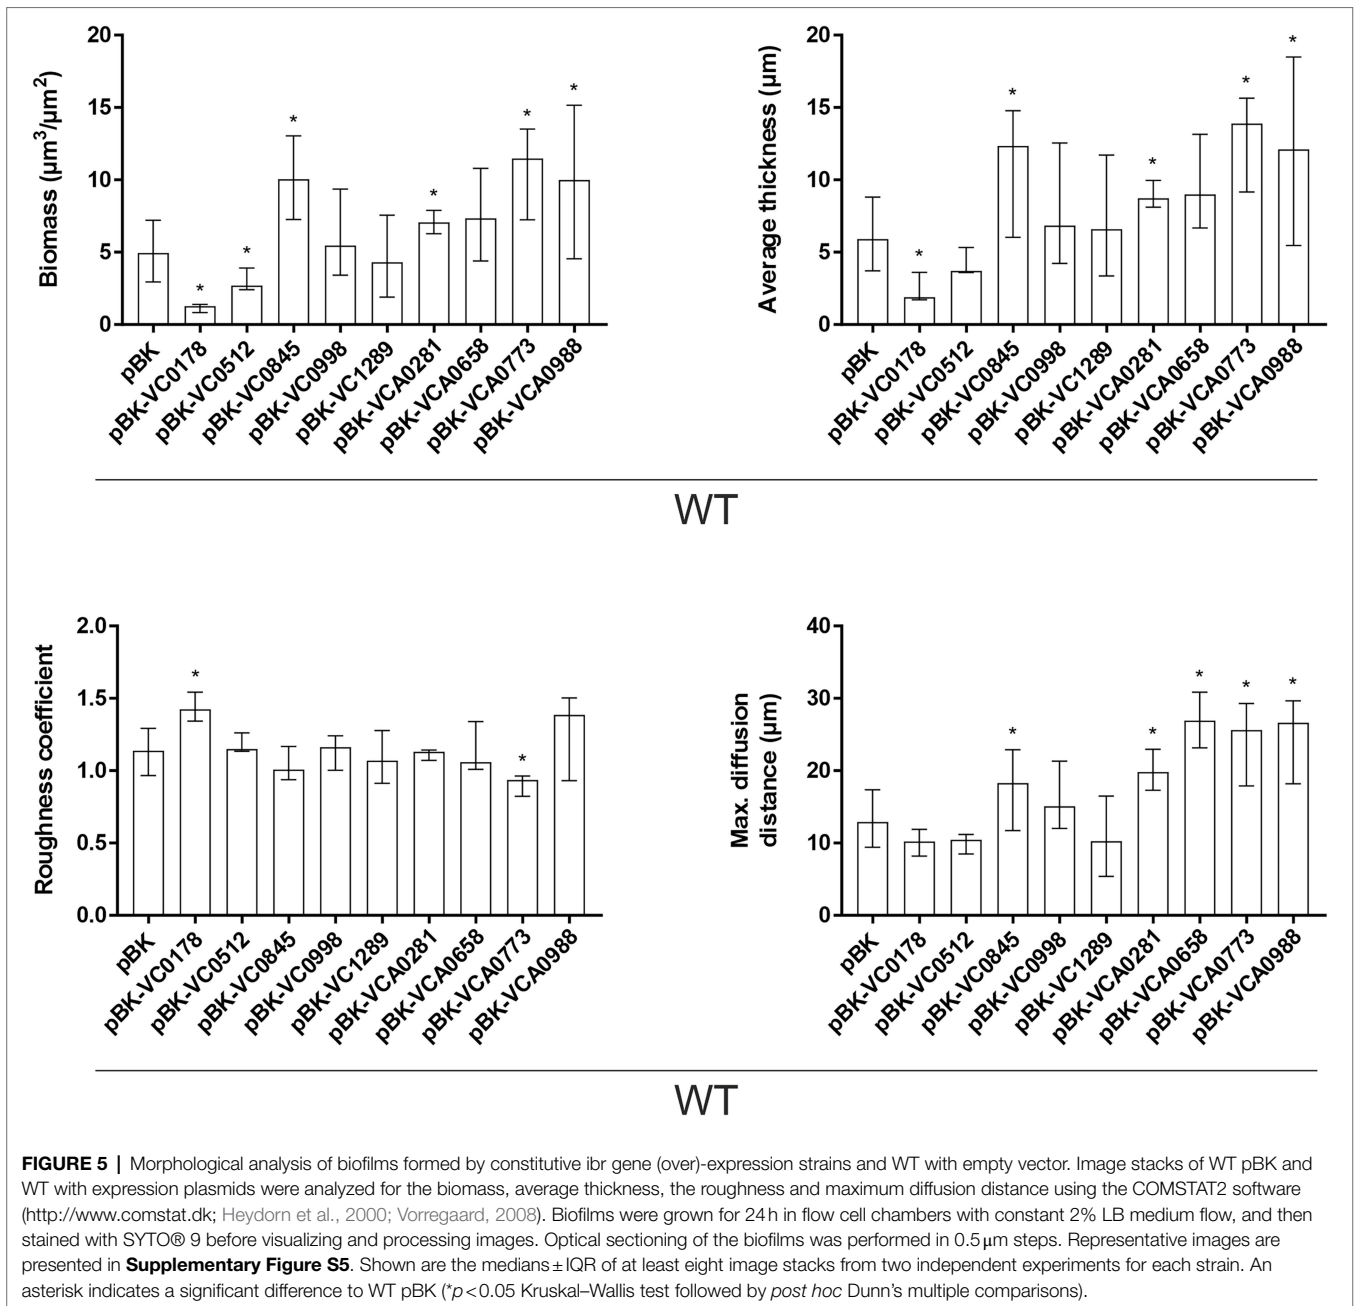 20
15
10
5
0
Biomass (µm³/µm²)
* * * * * *
pBK
pBK-VC0178
pBK-VC0512
pBK-VC0845
pBK-VC0998
pBK-VC1289
pBK-VCA0281
pBK-VCA0658
pBK-VCA0773
pBK-VCA0988
20
15
10
5
0
Average thickness (µm)
* * * * *
pBK
pBK-VC0178
pBK-VC0512
pBK-VC0845
pBK-VC0998
pBK-VC1289
pBK-VCA0281
pBK-VCA0658
pBK-VCA0773
pBK-VCA0988
WT
2.0
1.5
1.0
0.5
0.0
Roughness coefficient
* *
pBK
pBK-VC0178
pBK-VC0512
pBK-VC0845
pBK-VC0998
pBK-VC1289
pBK-VCA0281
pBK-VCA0658
pBK-VCA0773
pBK-VCA0988
40
30
20
10
0
Max. diffusion
distance (µm)
* * * * *
pBK
pBK-VC0178
pBK-VC0512
pBK-VC0845
pBK-VC0998
pBK-VC1289
pBK-VCA0281
pBK-VCA0658
pBK-VCA0773
pBK-VCA0988
WT
FIGURE 5 | Morphological analysis of biofilms formed by constitutive ibr gene (over)-expression strains and WT with empty vector. Image stacks of WT pBK and
WT with expression plasmids were analyzed for the biomass, average thickness, the roughness and maximum diffusion distance using the COMSTAT2 software
(http://www.comstat.dk; Heydorn et al., 2000; Vorregaard, 2008). Biofilms were grown for 24 h in flow cell chambers with constant 2% LB medium flow, and then
stained with SYTO® 9 before visualizing and processing images. Optical sectioning of the biofilms was performed in 0.5 µm steps. Representative images are
presented in Supplementary Figure S5. Shown are the medians ± IQR of at least eight image stacks from two independent experiments for each strain. An
asterisk indicates a significant difference to WT pBK (*p < 0.05 Kruskal–Wallis test followed by post hoc Dunn's multiple comparisons).